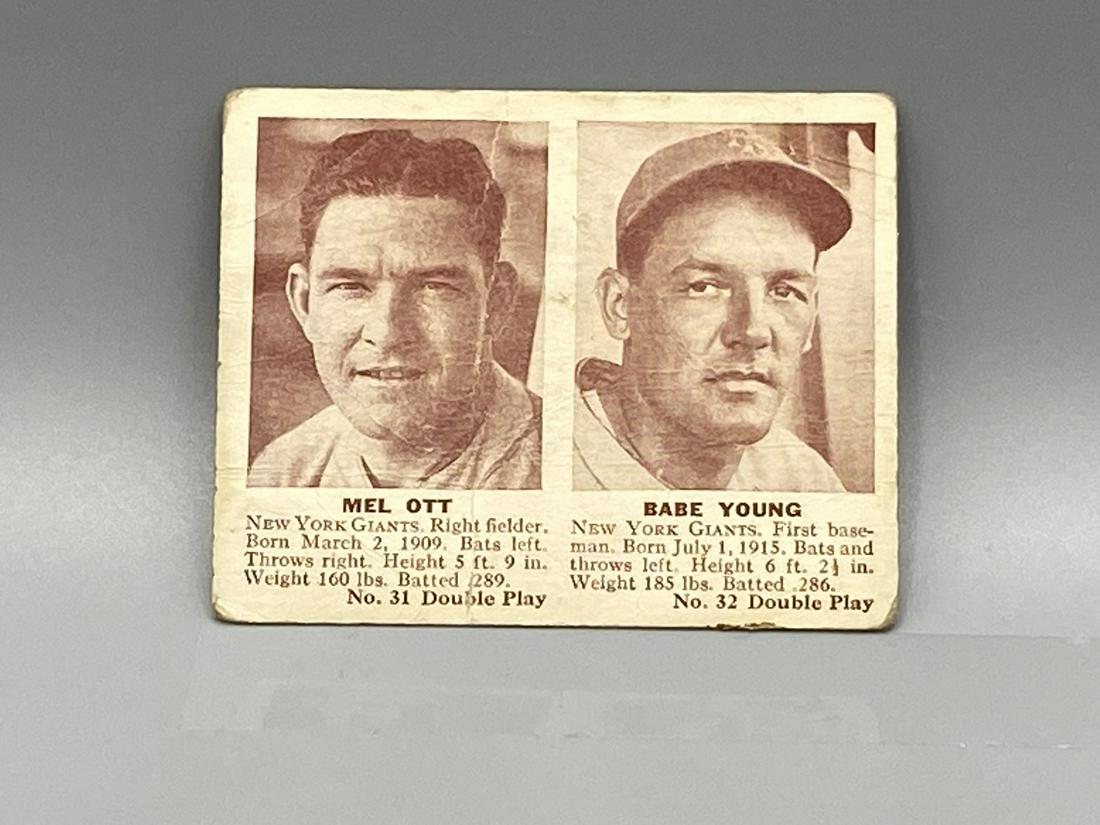 MEL OTT
NEW YORK GIANTS. Right fielder.
Born March 2, 1909. Bats left.
Throws right. Height 5 ft. 9 in.
Weight 160 lbs. Batted .289.
No. 31 Double Play
BABE YOUNG
NEW YORK GIANTS. First base-
man. Born July 1, 1915. Bats and
throws left. Height 6 ft. 2½ in.
Weight 185 lbs. Batted .286.
No. 32 Double Play